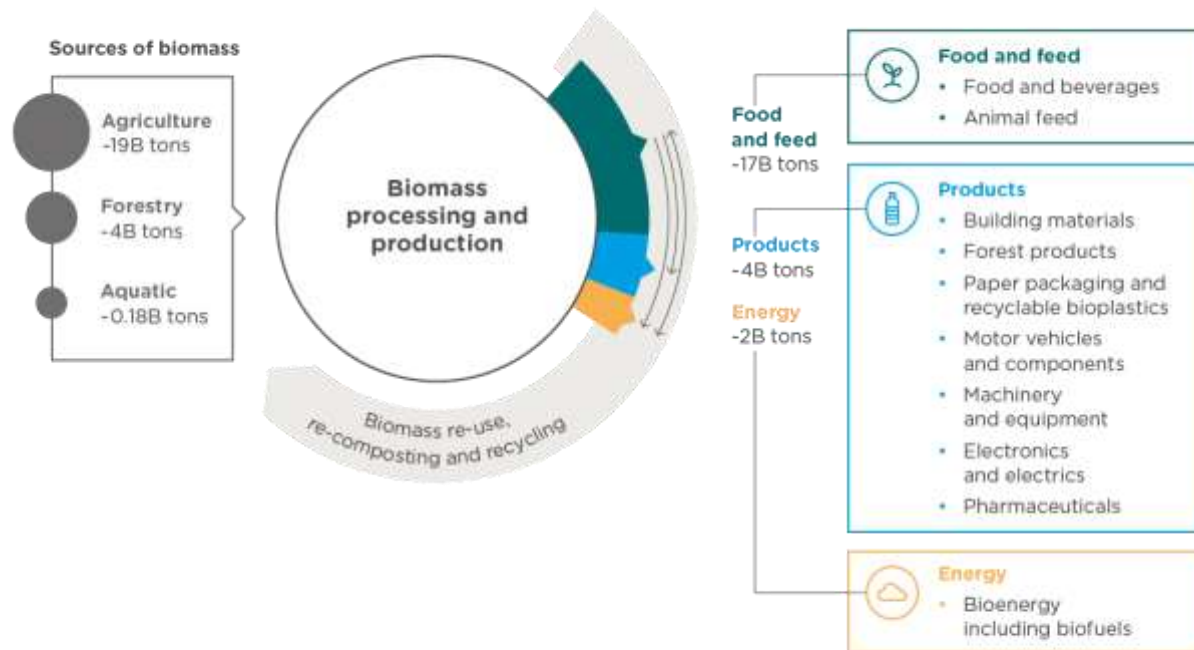 Sources of biomass
Agriculture
~19B tons
Forestry
~4B tons
Aquatic
~0.18B tons
Biomass
processing and
production
Biomass re-use,
re-composting and recycling
Food
and feed
~17B tons
Products
~4B tons
Energy
~2B tons
Food and feed
• Food and beverages
• Animal feed
Products
• Building materials
• Forest products
• Paper packaging and
recyclable bioplastics
• Motor vehicles
and components
• Machinery
and equipment
• Electronics
and electrics
• Pharmaceuticals
Energy
• Bioenergy
including biofuels